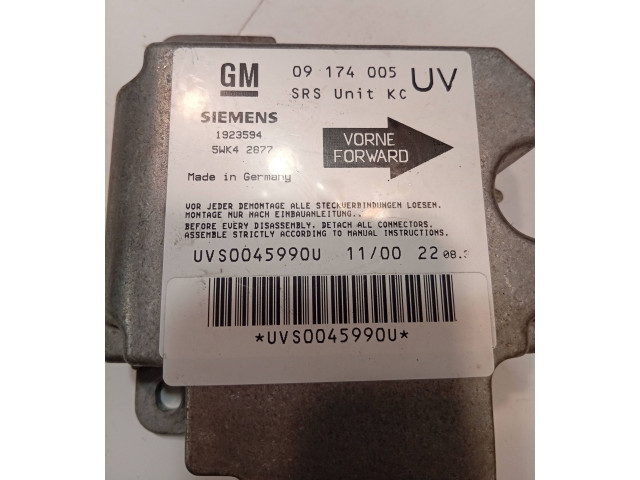 GM 09 174 005 UV
SRS Unit KC
SIEMENS
1923594
5WK4 2877
VORNE
FORWARD
Made in Germany
VOR JEDER DEMONTAGE ALLE STECKVERBINDUNGEN LOESEN.
MONTAGE NUR NACH EINBAUANLEITUNG.
BEFORE EVERY DISASSEMBLY, DETACH ALL CONNECTORS.
ASSEMBLE STRICTLY ACCORDING TO MANUAL INSTRUCTIONS.
UVS0045990U 11/00 22
*UVS0045990U*